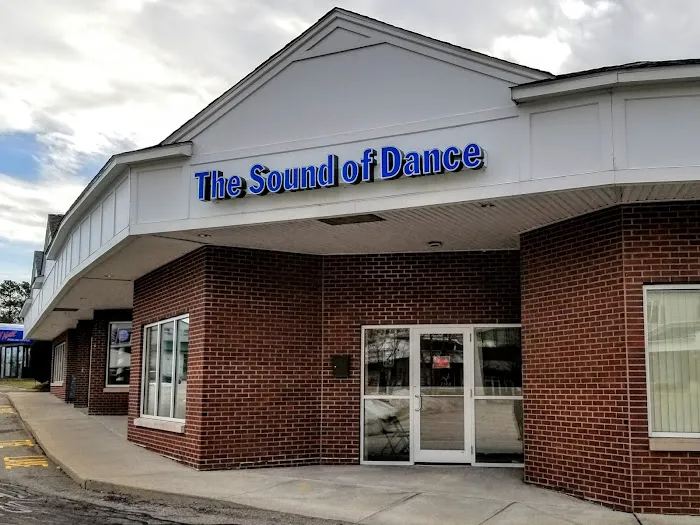 The Sound of Dance